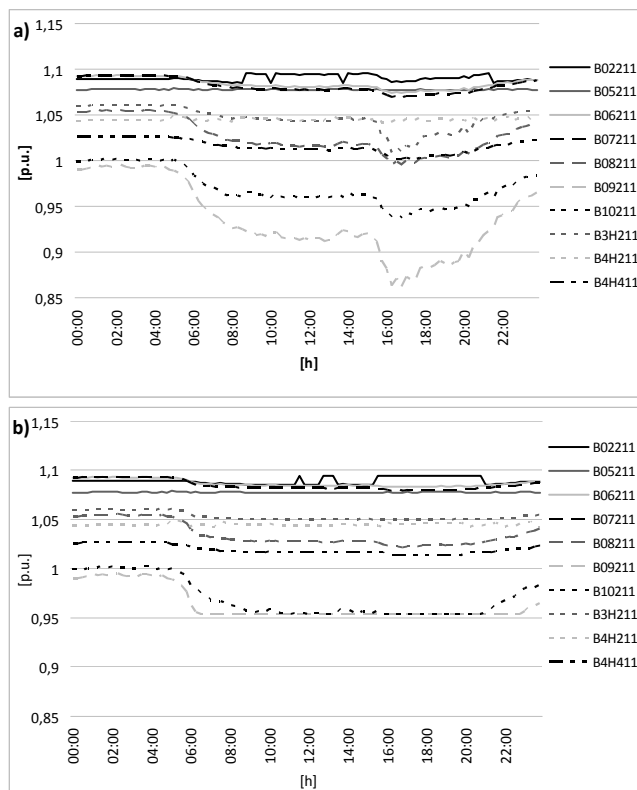 a)
1,15
1,1
1,05
1
0,95
0,9
0,85
[p.u.]
00:00
02:00
04:00
06:00
08:00
10:00
12:00
14:00
16:00
18:00
20:00
22:00
[h]
B02211
B05211
B06211
B07211
B08211
B09211
B10211
B3H211
B4H211
B4H411
b)
1,15
1,1
1,05
1
0,95
0,9
0,85
[p.u.]
00:00
02:00
04:00
06:00
08:00
10:00
12:00
14:00
16:00
18:00
20:00
22:00
[h]
B02211
B05211
B06211
B07211
B08211
B09211
B10211
B3H211
B4H211
B4H411